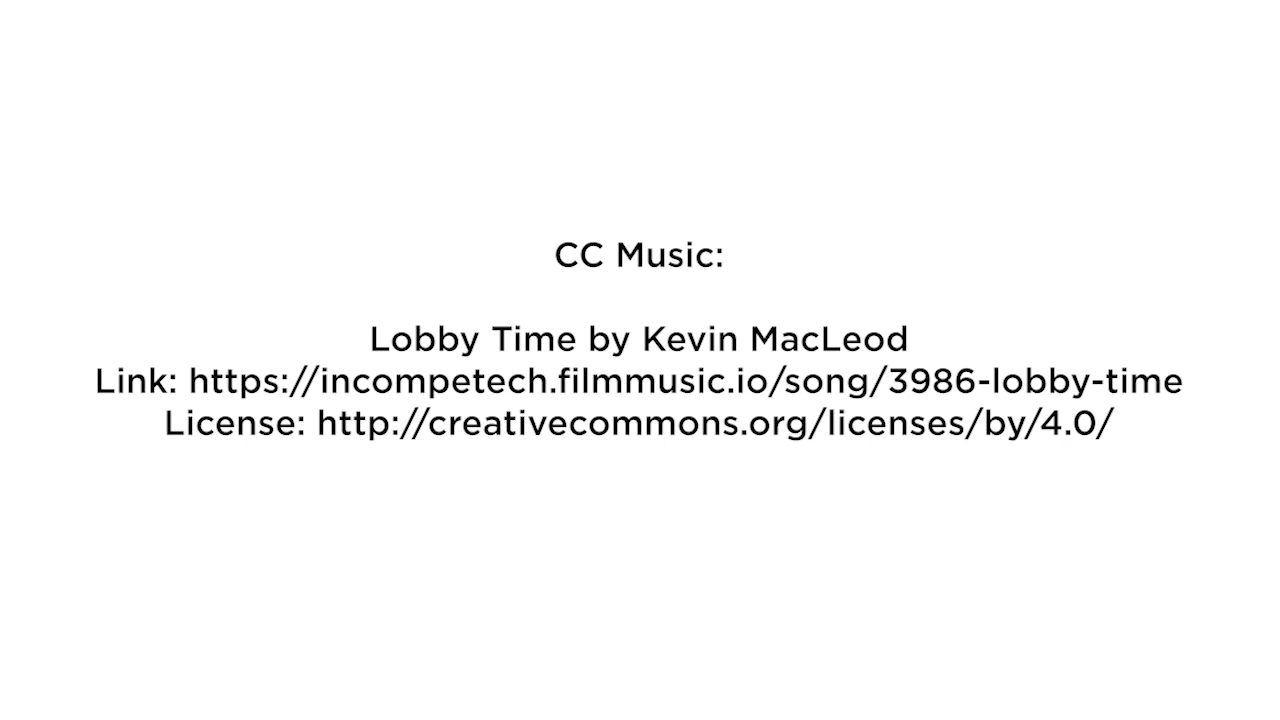 CC Music:
Lobby Time by Kevin MacLeod
Link: https://incompetech.filmmusic.io/song/3986-lobby-time
License: http://creativecommons.org/licenses/by/4.0/